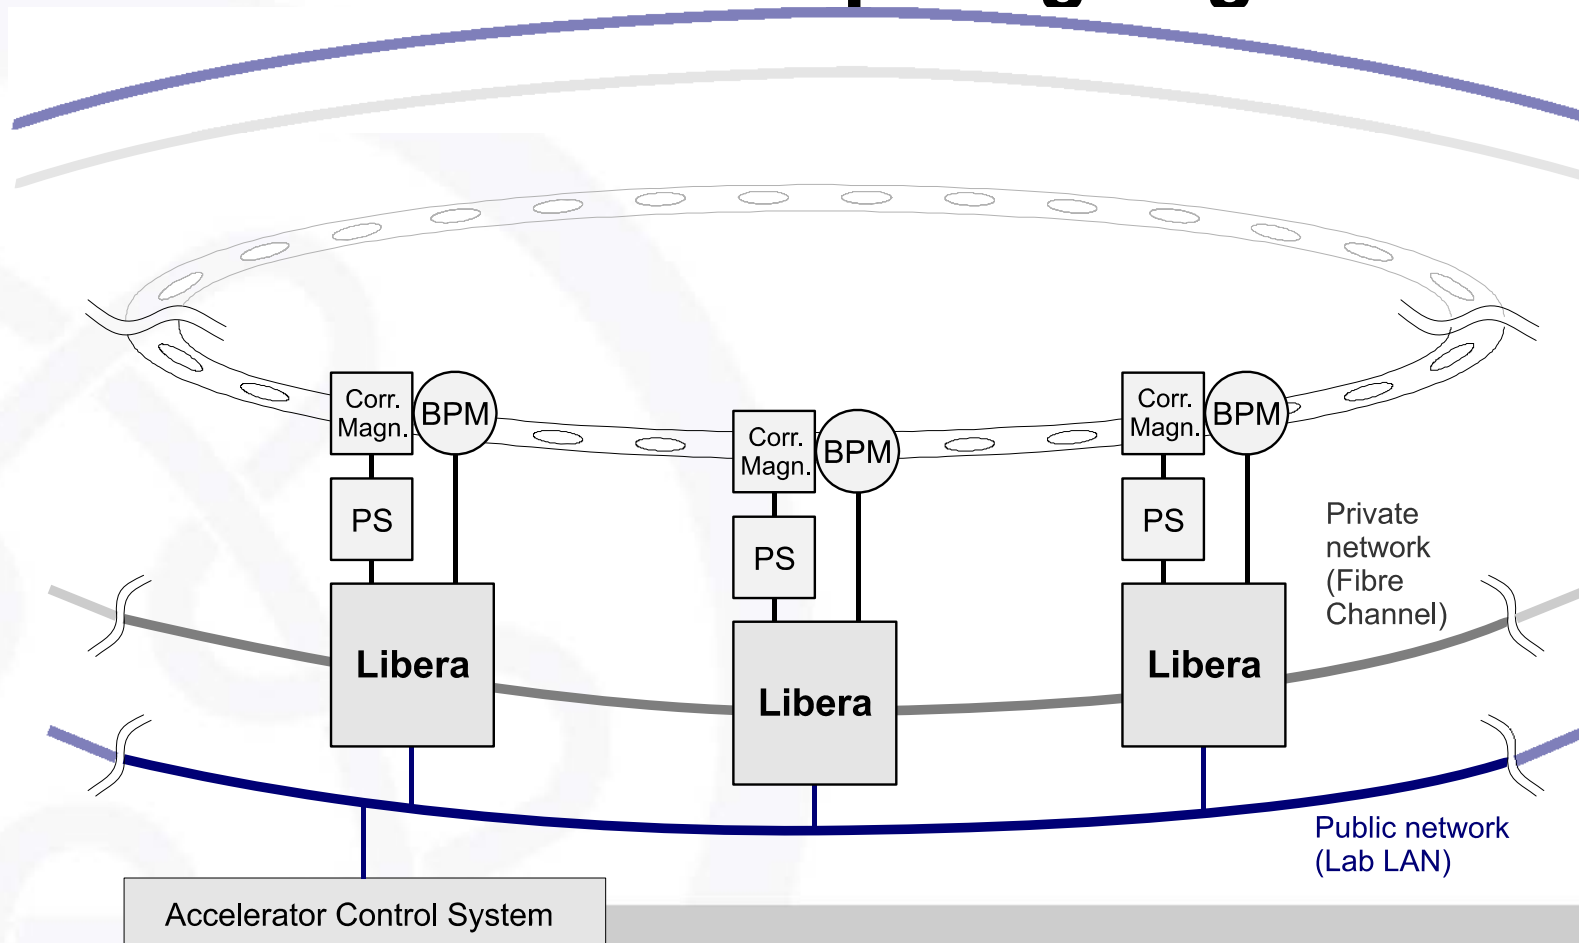 Corr.
Magn.
BPM
Corr.
Magn.
BPM
Corr.
Magn.
BPM
PS
PS
PS
Private
network
(Fibre
Channel)
Libera
Libera
Libera
Public network
(Lab LAN)
Accelerator Control System